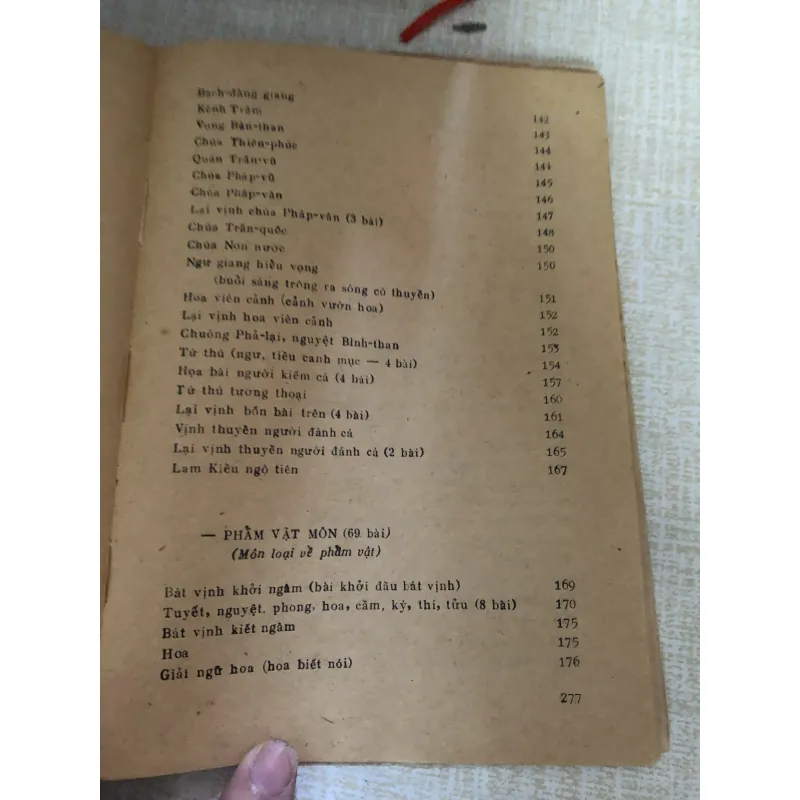 Bạch-đằng giang 142
Kênh Trầm 143
Vọng Bàn-than 144
Chùa Thiên-phúc 144
Quán Trấn-vũ 145
Chùa Pháp-vũ 146
Chùa Pháp-vân 147
Lại vịnh chùa Pháp-vân (3 bài) 148
Chùa Trấn-quốc 150
Chùa Non nước 150
Ngư giang hiểu vọng
(buổi sáng trông ra sông có thuyền) 151
Hoa viên cảnh (cảnh vườn hoa) 152
Lại vịnh hoa viên cảnh 152
Chuông Phả-lại, nguyệt Bình-than 153
Tứ thú (ngư, tiều canh mục — 4 bài) 154
Họa bài người kiếm cá (4 bài) 157
Tứ thú tương thoại 160
Lại vịnh bốn bài trên (4 bài) 161
Vịnh thuyền người đánh cá 164
Lại vịnh thuyền người đánh cá (2 bài) 165
Lam Kiều ngộ tiên 167
— PHẨM VẬT MÔN (69. bài)
(Môn loại về phẩm vật)
Bát vịnh khởi ngâm (bài khởi đầu bát vịnh) 169
Tuyết, nguyệt. phong, hoa, cầm, kỳ, thi, tửu (8 bài) 170
Bát vịnh kiết ngâm 175
Hoa 175
Giải ngữ hoa (hoa biết nói) 176
277